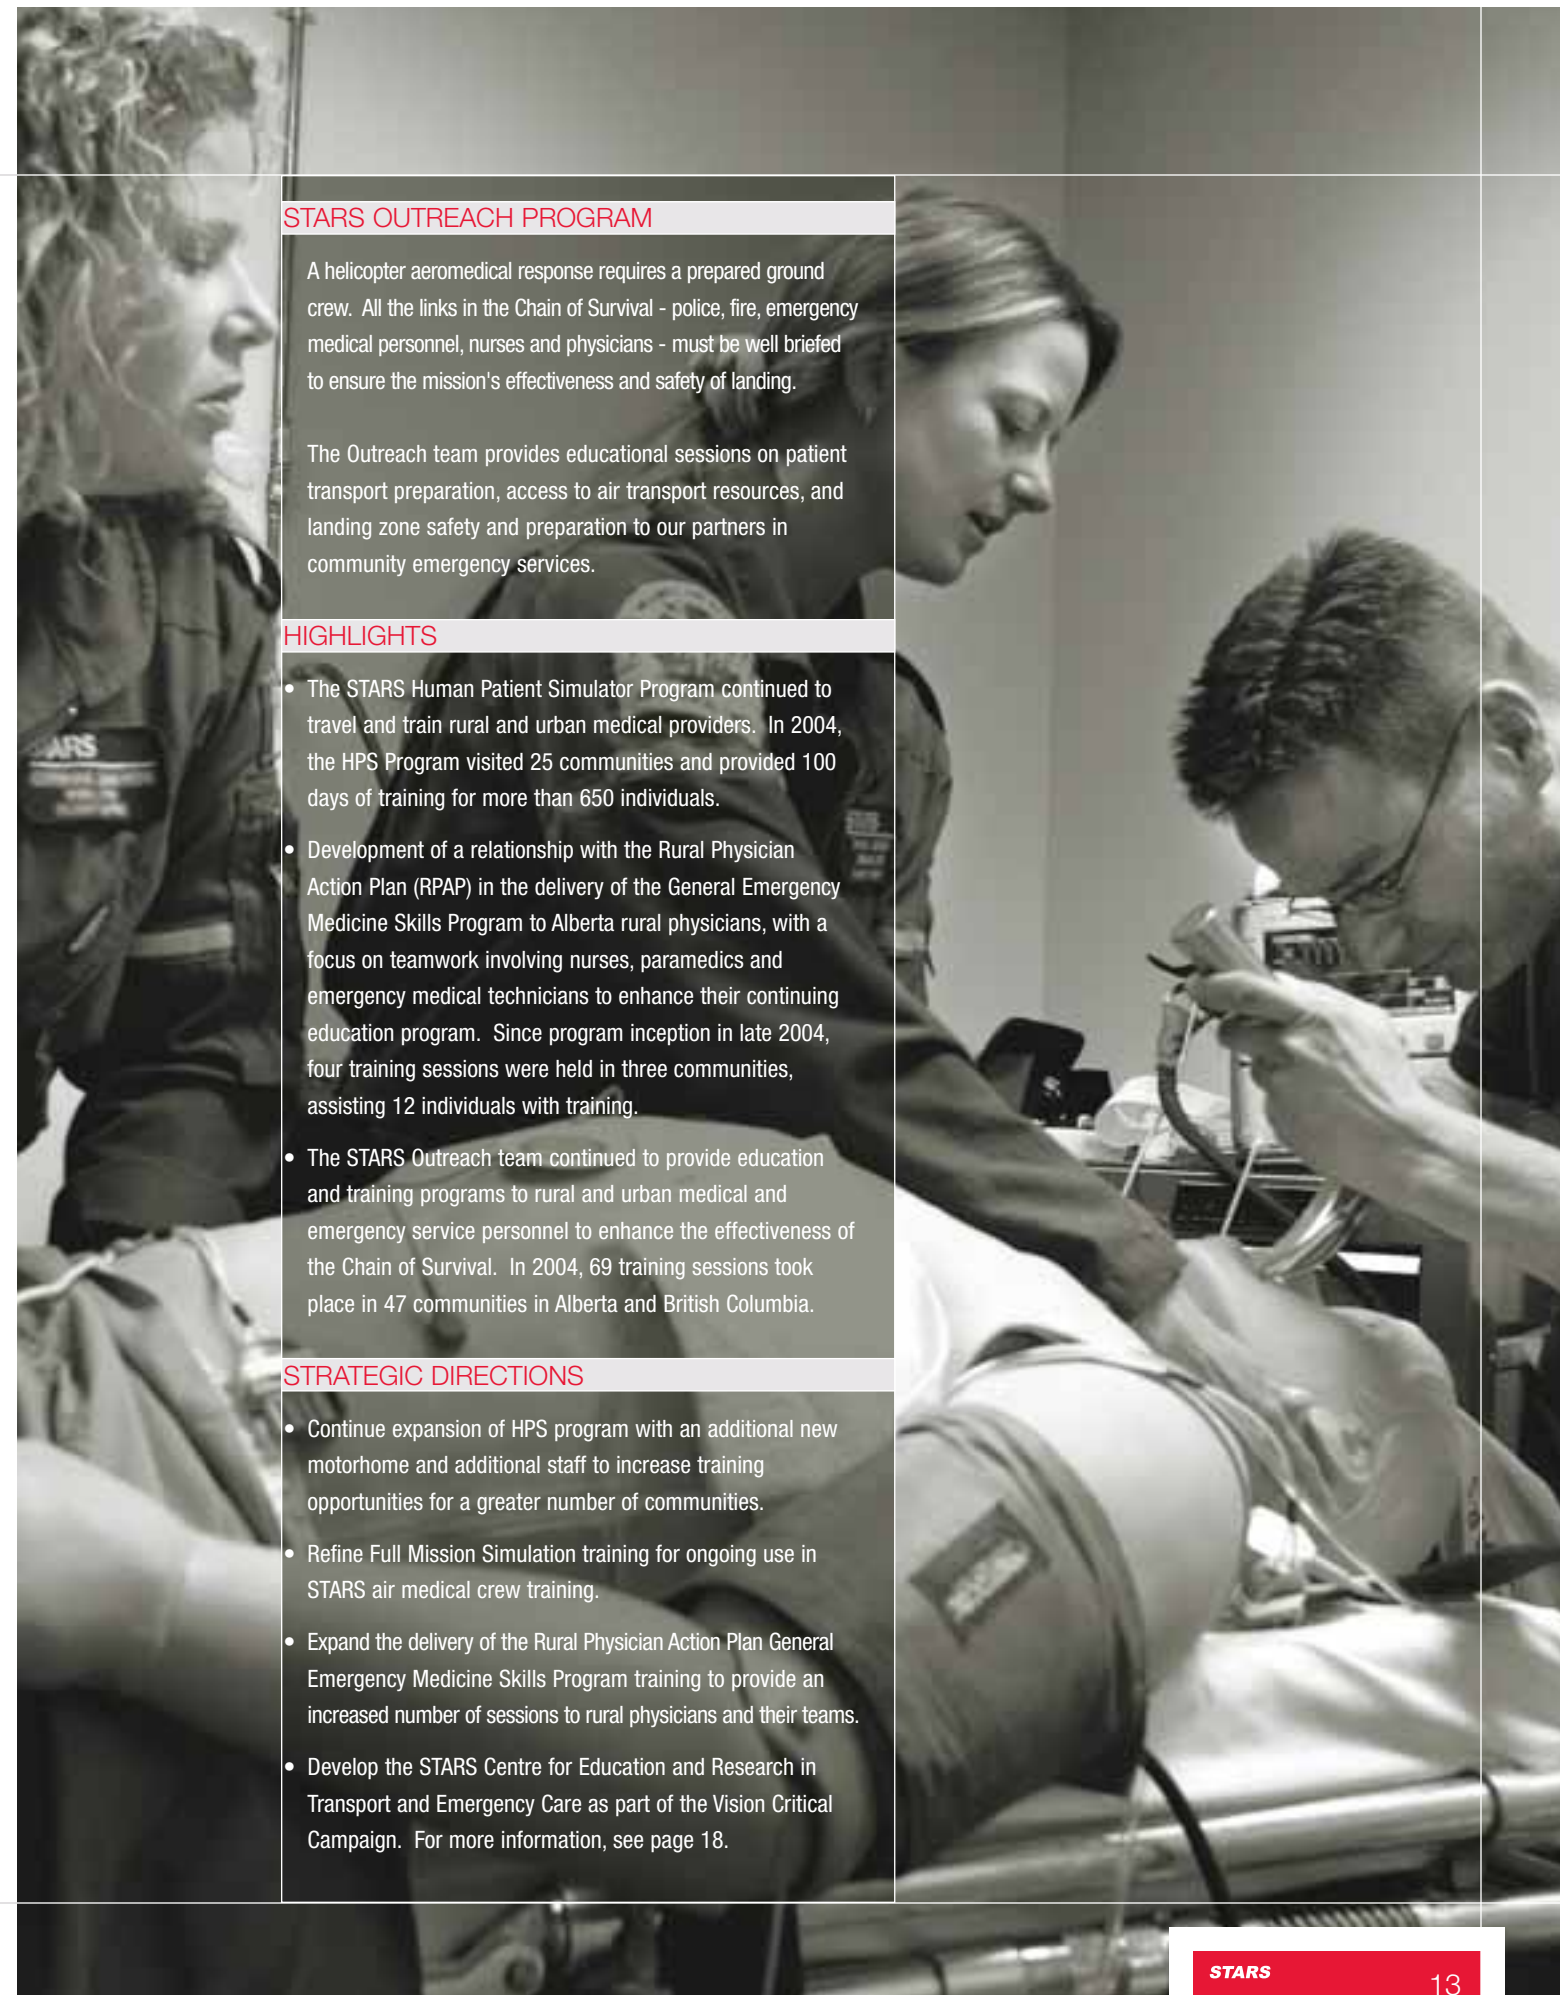 STARS OUTREACH PROGRAM
A helicopter aeromedical response requires a prepared ground
crew.  All the links in the Chain of Survival - police, fire, emergency
medical personnel, nurses and physicians - must be well briefed
to ensure the mission's effectiveness and safety of landing.
The Outreach team provides educational sessions on patient
transport preparation, access to air transport resources, and
landing zone safety and preparation to our partners in
community emergency services.
HIGHLIGHTS
• The STARS Human Patient Simulator Program continued to
travel and train rural and urban medical providers.  In 2004,
the HPS Program visited 25 communities and provided 100
days of training for more than 650 individuals.
• Development of a relationship with the Rural Physician
Action Plan (RPAP) in the delivery of the General Emergency
Medicine Skills Program to Alberta rural physicians, with a
focus on teamwork involving nurses, paramedics and
emergency medical technicians to enhance their continuing
education program.  Since program inception in late 2004,
four training sessions were held in three communities,
assisting 12 individuals with training.
• The STARS Outreach team continued to provide education
and training programs to rural and urban medical and
emergency service personnel to enhance the effectiveness of
the Chain of Survival.  In 2004, 69 training sessions took
place in 47 communities in Alberta and British Columbia.
STRATEGIC DIRECTIONS
• Continue expansion of HPS program with an additional new
motorhome and additional staff to increase training
opportunities for a greater number of communities.
• Refine Full Mission Simulation training for ongoing use in
STARS air medical crew training.
• Expand the delivery of the Rural Physician Action Plan General
Emergency Medicine Skills Program training to provide an
increased number of sessions to rural physicians and their teams.
• Develop the STARS Centre for Education and Research in
Transport and Emergency Care as part of the Vision Critical
Campaign.  For more information, see page 18.
ARS
STARS
13